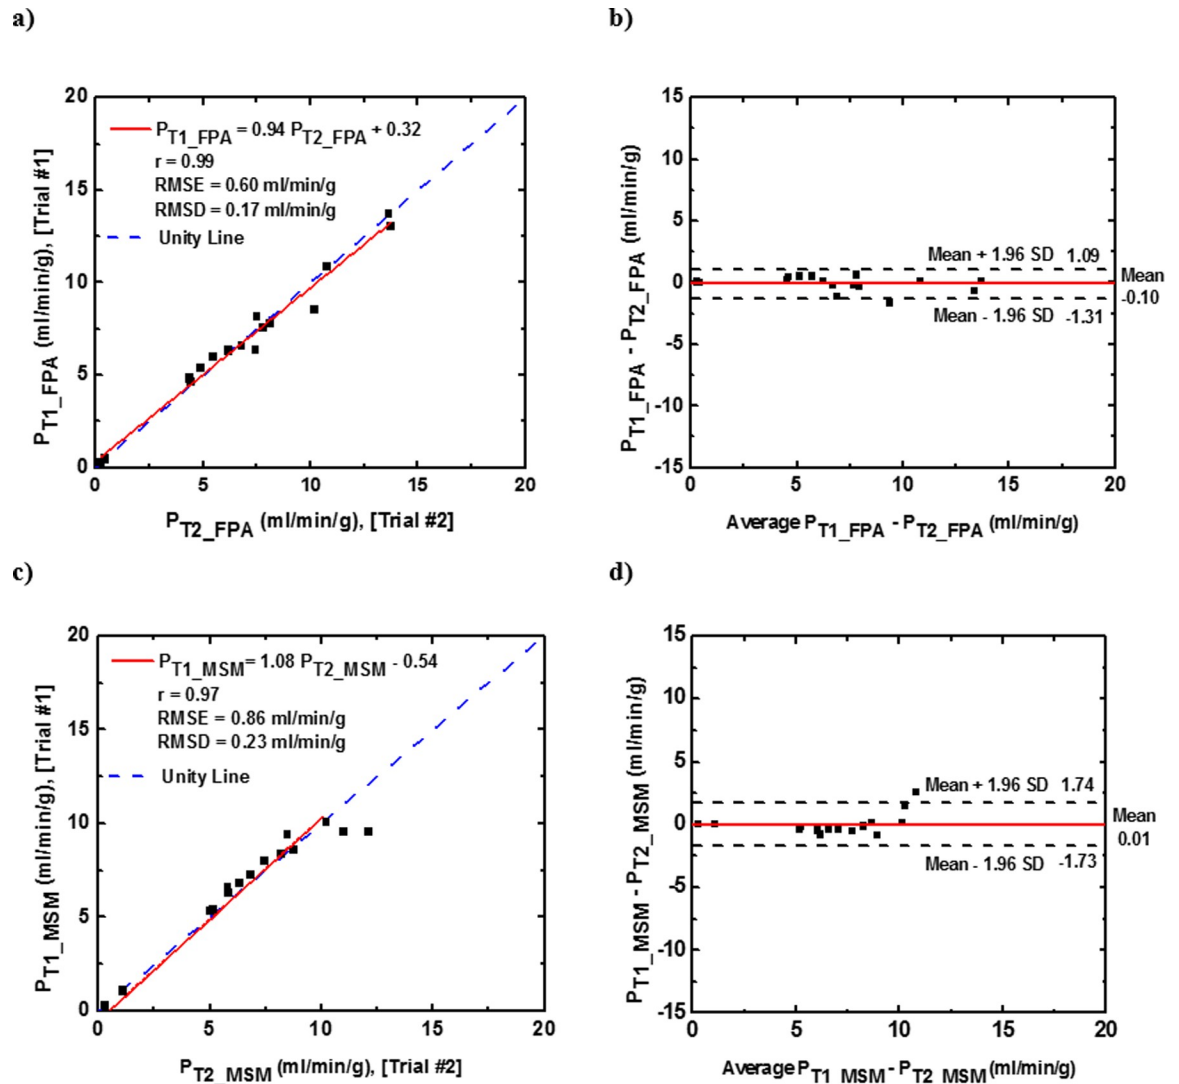 a)
20
15
10
5
0
0
5
10
15
20
P_T1_FPA (ml/min/g), [Trial #1]
P_T1_FPA = 0.94 P_T2_FPA + 0.32
r = 0.99
RMSE = 0.60 ml/min/g
RMSD = 0.17 ml/min/g
Unity Line
P_T2_FPA (ml/min/g), [Trial #2]
b)
15
10
5
0
-5
-10
-15
0
5
10
15
20
P_T1_FPA - P_T2_FPA (ml/min/g)
Mean + 1.96 SD 1.09
Mean
-0.10
Mean - 1.96 SD -1.31
Average P_T1_FPA - P_T2_FPA (ml/min/g)
c)
20
15
10
5
0
0
5
10
15
20
P_T1_MSM (ml/min/g), [Trial #1]
P_T1_MSM = 1.08 P_T2_MSM - 0.54
r = 0.97
RMSE = 0.86 ml/min/g
RMSD = 0.23 ml/min/g
Unity Line
P_T2_MSM (ml/min/g), [Trial #2]
d)
15
10
5
0
-5
-10
-15
0
5
10
15
20
P_T1_MSM - P_T2_MSM (ml/min/g)
Mean + 1.96 SD 1.74
Mean
0.01
Mean - 1.96 SD -1.73
Average P_T1_MSM - P_T2_MSM (ml/min/g)